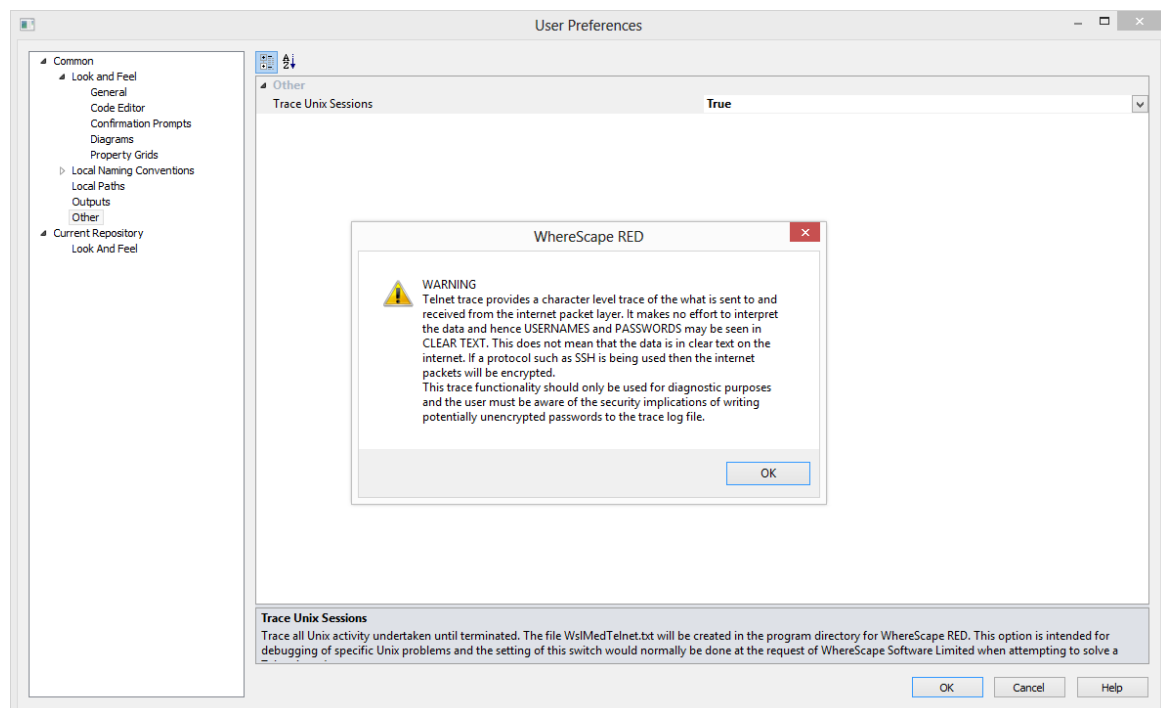 User Preferences
Common
Look and Feel
General
Code Editor
Confirmation Prompts
Diagrams
Property Grids
Local Naming Conventions
Local Paths
Outputs
Other
Current Repository
Look And Feel
Other
Trace Unix Sessions True
WhereScape RED
WARNING
Telnet trace provides a character level trace of the what is sent to and
received from the internet packet layer. It makes no effort to interpret
the data and hence USERNAMES and PASSWORDS may be seen in
CLEAR TEXT. This does not mean that the data is in clear text on the
internet. If a protocol such as SSH is being used then the internet
packets will be encrypted.
This trace functionality should only be used for diagnostic purposes
and the user must be aware of the security implications of writing
potentially unencrypted passwords to the trace log file.
OK
Trace Unix Sessions
Trace all Unix activity undertaken until terminated. The file WslMedTelnet.txt will be created in the program directory for WhereScape RED. This option is intended for
debugging of specific Unix problems and the setting of this switch would normally be done at the request of WhereScape Software Limited when attempting to solve a
OK Cancel Help